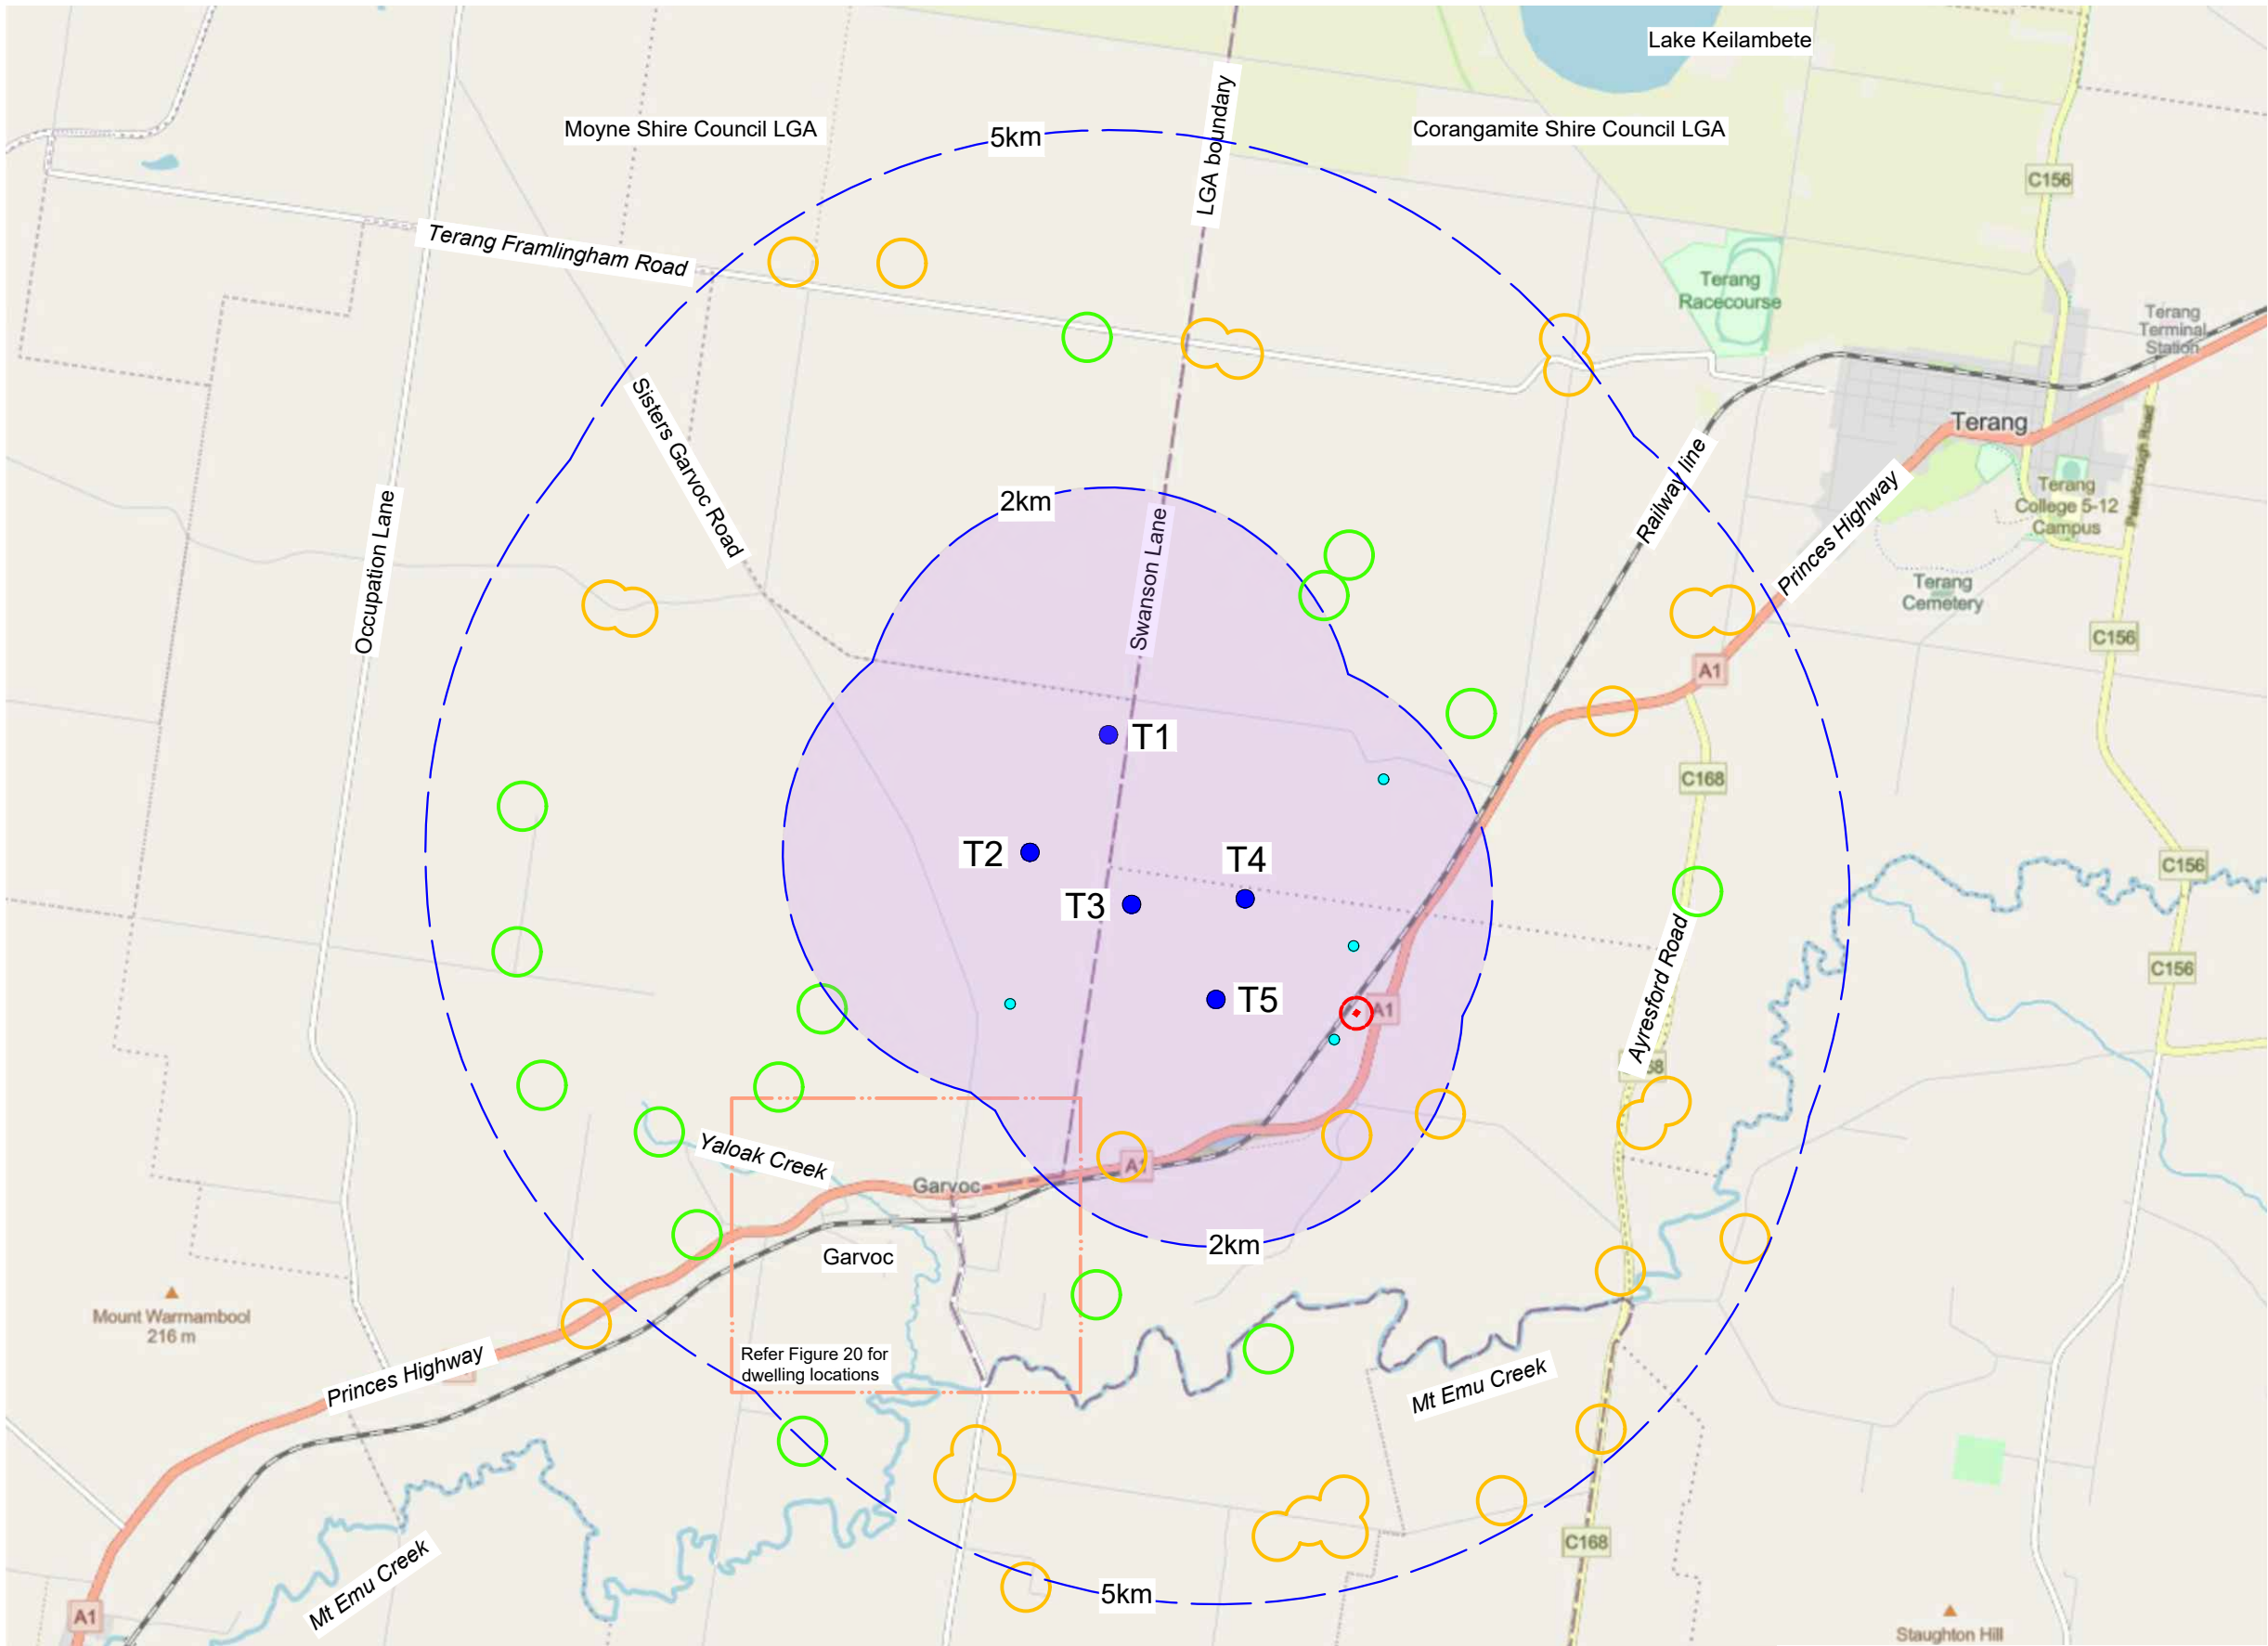 Lake Keilambete
Moyne Shire Council LGA
Corangamite Shire Council LGA
5km
LGA boundary
C156
Terang Framlingham Road
Terang
Racecourse
Terang
Terminal
Station
Sisters Garvoc Road
Terang
Railway line
Princes Highway
Peterborough Road
Terang
College 5-12
Campus
2km
Occupation Lane
Swanson Lane
Terang
Cemetery
C156
A1
T1
C168
T2
T4
T3
C156
Ayresford Road
C156
T5
A1
68
Yaloak Creek
A1
Garvoc
2km
Garvoc
Mount Warrnambool
216 m
Refer Figure 20 for
dwelling locations
Princes Highway
Mt Emu Creek
C168
Mt Emu Creek
5km
A1
Staughton Hill